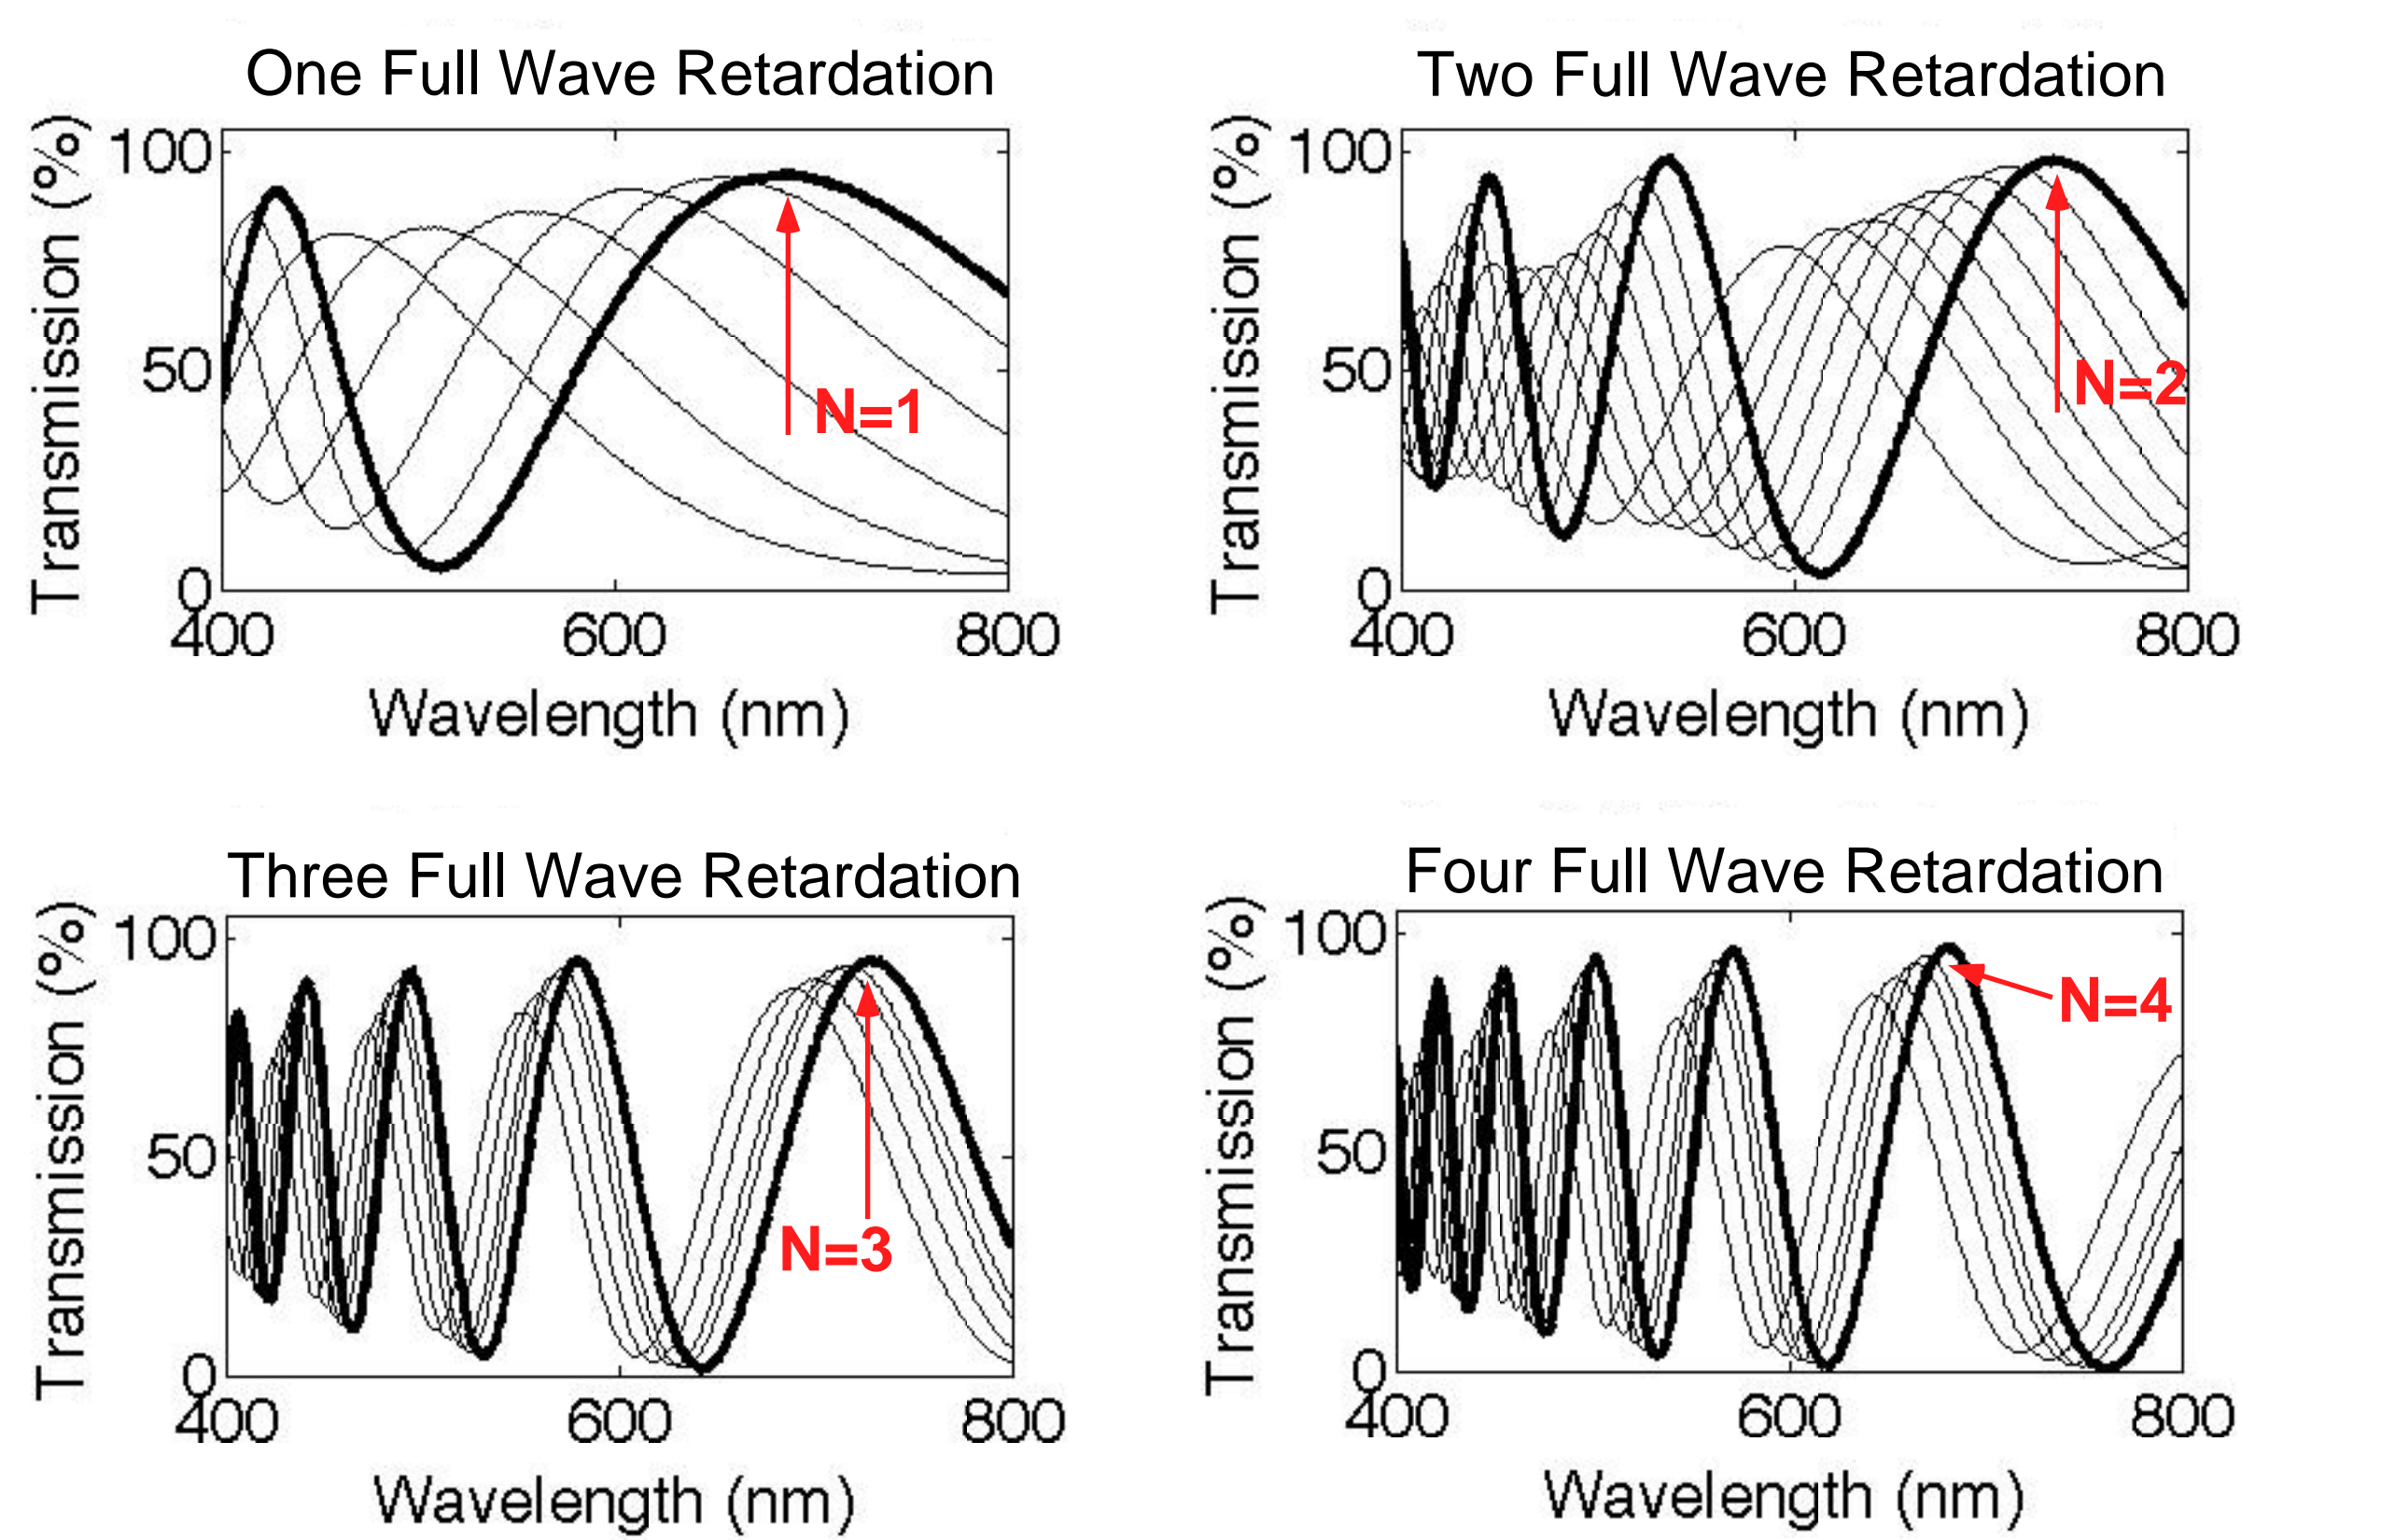 One Full Wave Retardation
Transmission (%)
100
50
0
N=1
400 600 800
Wavelength (nm)
Two Full Wave Retardation
Transmission (%)
100
50
0
N=2
400 600 800
Wavelength (nm)
Three Full Wave Retardation
Transmission (%)
100
50
0
N=3
400 600 800
Wavelength (nm)
Four Full Wave Retardation
Transmission (%)
100
50
0
N=4
400 600 800
Wavelength (nm)